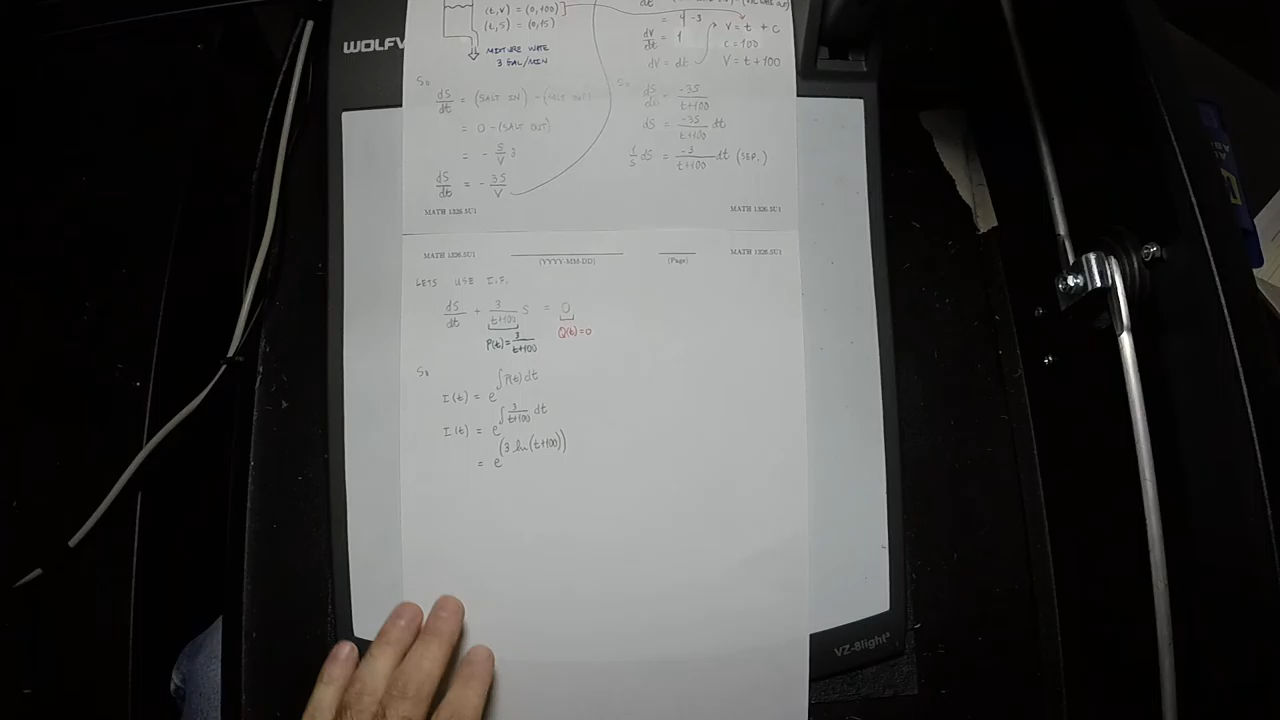 WOLFV
(t,V) = (0,100)
(t,S) = (0,15)
MIXTURE
3 GAL/MIN
dt
= 4 -3
dV/dt = 1
dV = dt
V = t + C
C = 100
V = t+100
So
dS/dt = (SALT IN) - (SALT OUT)
= 0 - (SALT OUT)
= - S/V 3
dS/dt = - 3S/V
So
dS/dt = -3S/t+100
dS = -3S/t+100 dt
1/S dS = -3/t+100 dt (SEP.)
MATH 1326.SU1 MATH 1326.SU1
MATH 1326.SU1 (YYYY-MM-DD) (Page) MATH 1326.SU1
LETS USE I.F.
dS/dt + 3/t+100 S = 0
P(t) = 3/t+100 Q(t) = 0
So
I(t) = e^∫P(t) dt
I(t) = e^∫3/t+100 dt
= e^(3 ln(t+100))
VZ-8light³